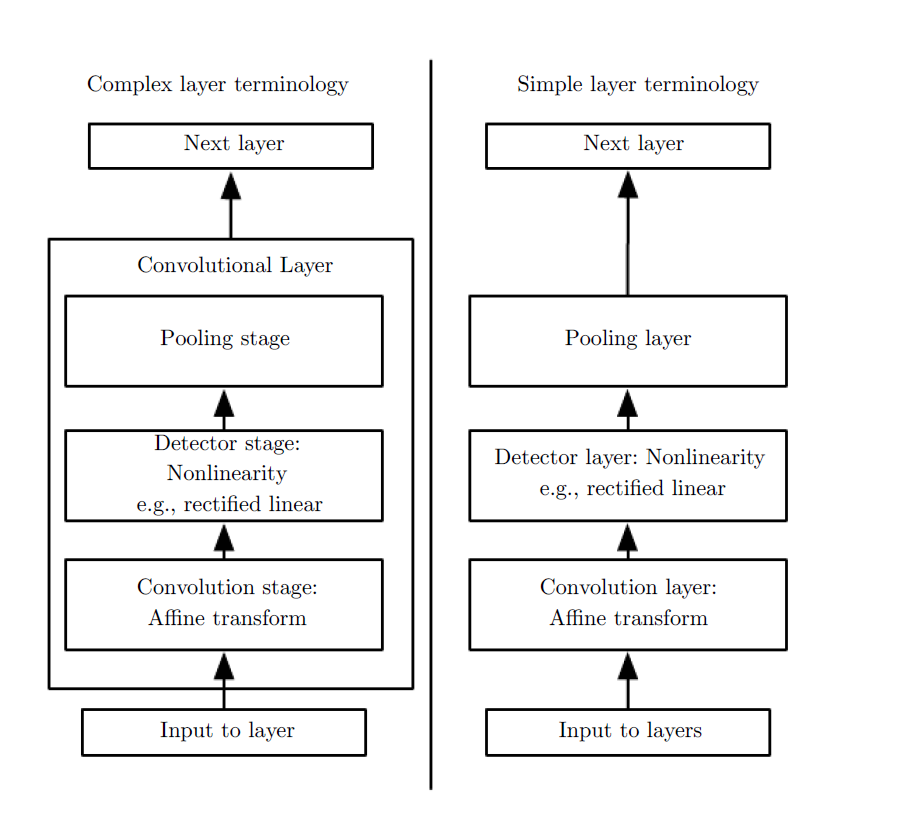 Complex layer terminology
Next layer
Convolutional Layer
Pooling stage
Detector stage:
Nonlinearity
e.g., rectified linear
Convolution stage:
Affine transform
Input to layer
Simple layer terminology
Next layer
Pooling layer
Detector layer: Nonlinearity
e.g., rectified linear
Convolution layer:
Affine transform
Input to layers